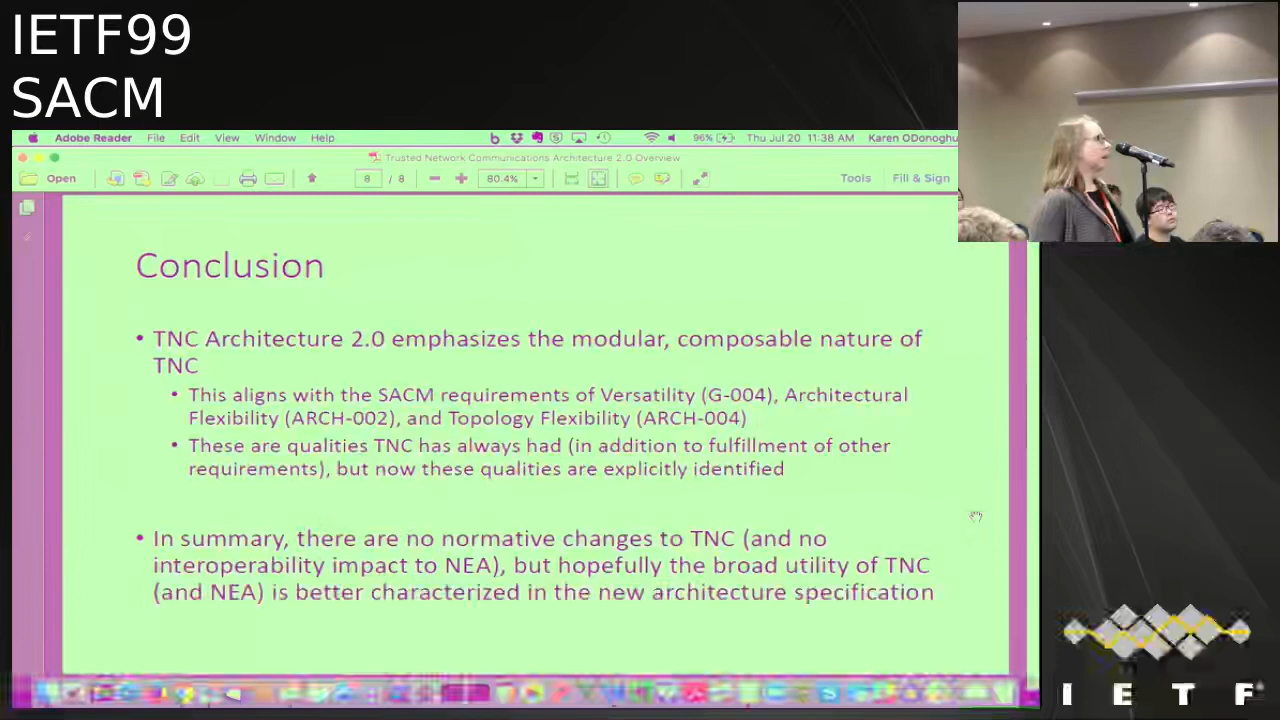 IETF99
SACM
Adobe Reader File Edit View Window Help 96% Thu Jul 20 11:38 AM Karen ODonoghu
Trusted Network Communications Architecture 2.0 Overview
Open 8 / 8 80.4% Tools Fill & Sign
Conclusion
• TNC Architecture 2.0 emphasizes the modular, composable nature of
TNC
• This aligns with the SACM requirements of Versatility (G-004), Architectural
Flexibility (ARCH-002), and Topology Flexibility (ARCH-004)
• These are qualities TNC has always had (in addition to fulfillment of other
requirements), but now these qualities are explicitly identified
• In summary, there are no normative changes to TNC (and no
interoperability impact to NEA), but hopefully the broad utility of TNC
(and NEA) is better characterized in the new architecture specification
I E T F®